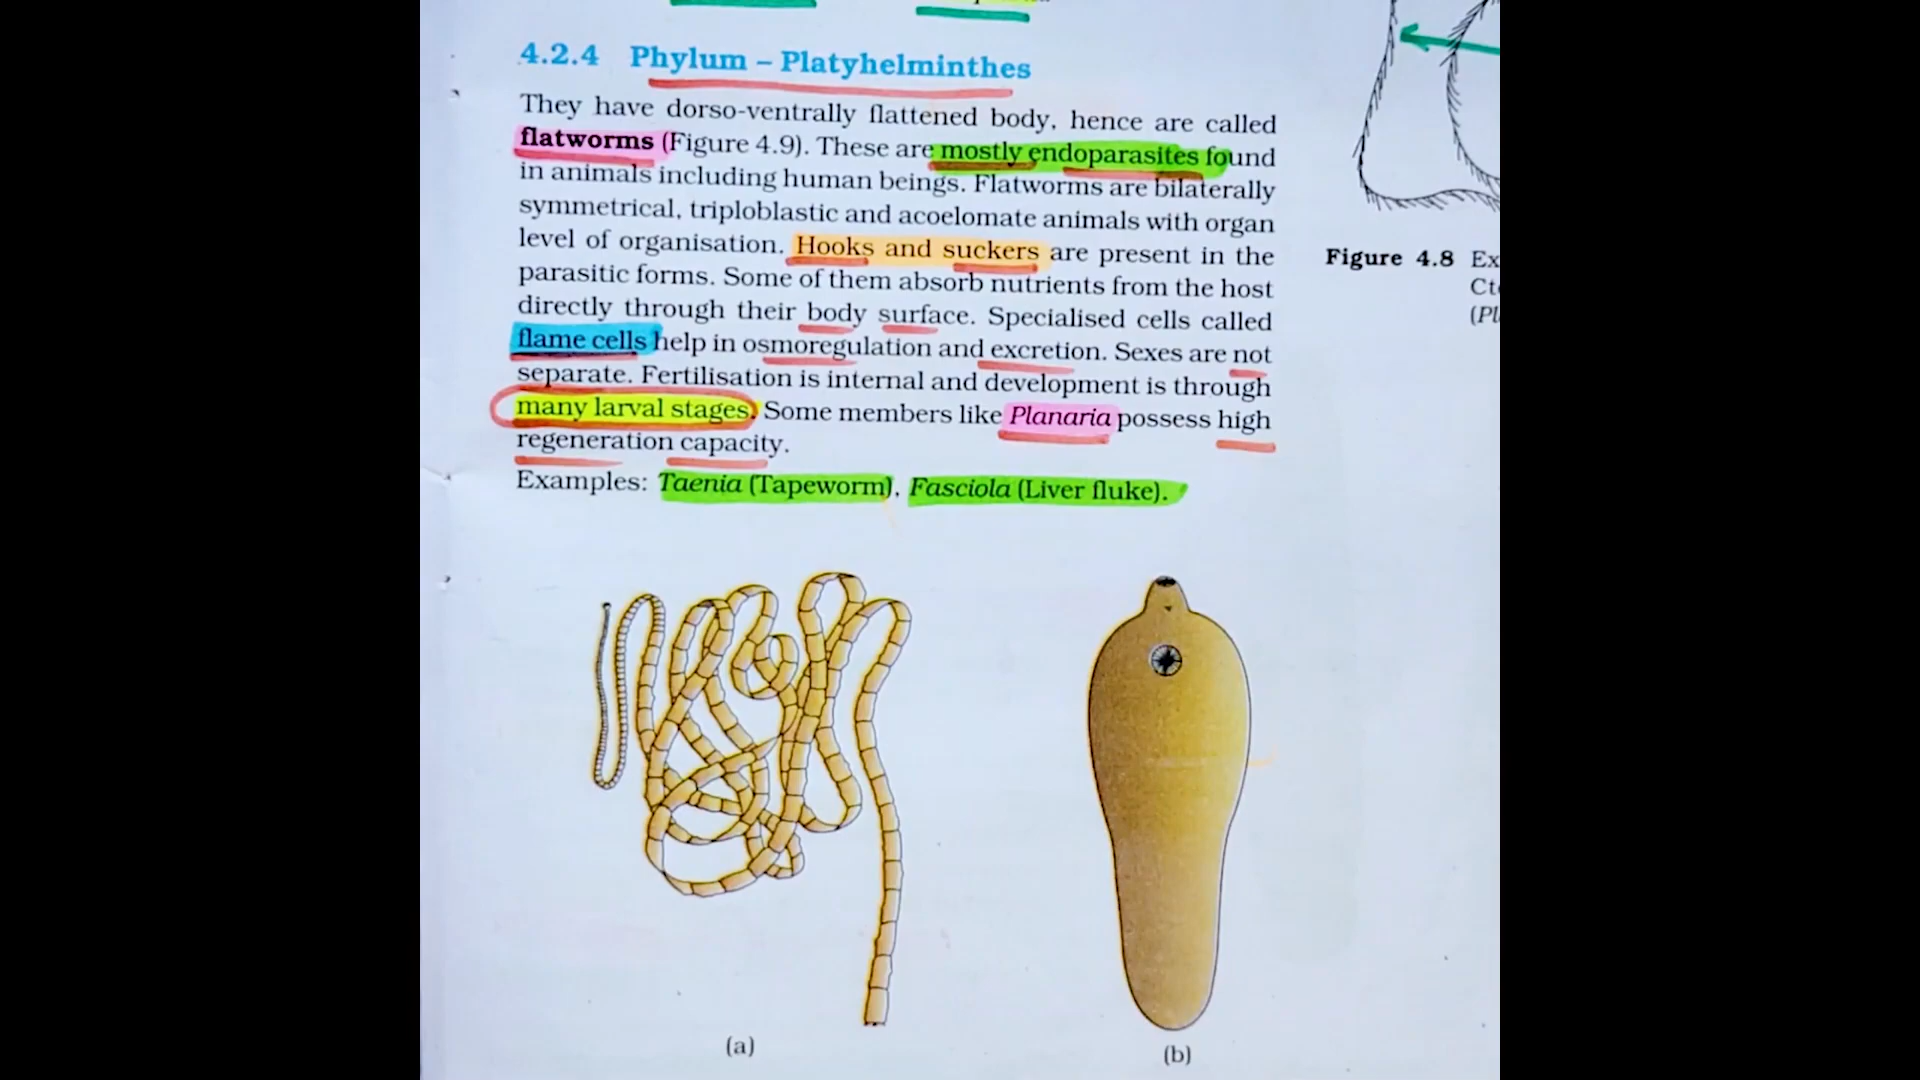 4.2.4 Phylum – Platyhelminthes
They have dorso-ventrally flattened body, hence are called
flatworms (Figure 4.9). These are mostly endoparasites found
in animals including human beings. Flatworms are bilaterally
symmetrical, triploblastic and acoelomate animals with organ
level of organisation. Hooks and suckers are present in the
parasitic forms. Some of them absorb nutrients from the host
directly through their body surface. Specialised cells called
flame cells help in osmoregulation and excretion. Sexes are not
separate. Fertilisation is internal and development is through
many larval stages. Some members like Planaria possess high
regeneration capacity.
Examples: Taenia (Tapeworm), Fasciola (Liver fluke).
Figure 4.8 Ex
Cte
(Pl
(a)
(b)